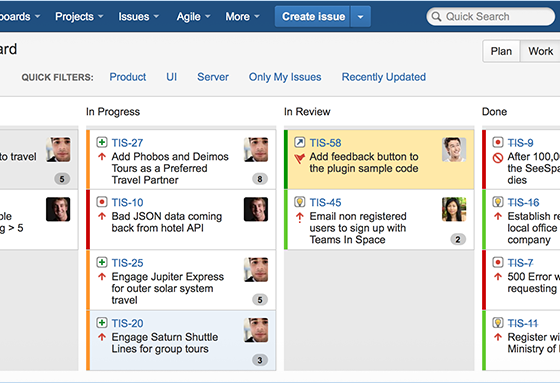 boards Projects Issues Agile More Create issue Quick Search
ard
Plan Work
QUICK FILTERS: Product UI Server Only My Issues Recently Updated
In Progress
In Review
Done
to travel
5
> 5
TIS-27
Add Phobos and Deimos
Tours as a Preferred
Travel Partner
8
TIS-10
Bad JSON data coming
back from hotel API
TIS-25
Engage Jupiter Express
for outer solar system
travel
5
TIS-20
Engage Saturn Shuttle
Lines for group tours
3
TIS-58
Add feedback button to
the plugin sample code
TIS-45
Email non registered
users to sign up with
Teams In Space
2
TIS-9
After 100,0
the SeeSpa
dies
TIS-16
Establish re
local office
company
TIS-7
500 Error w
requesting
TIS-11
Register wi
Ministry of